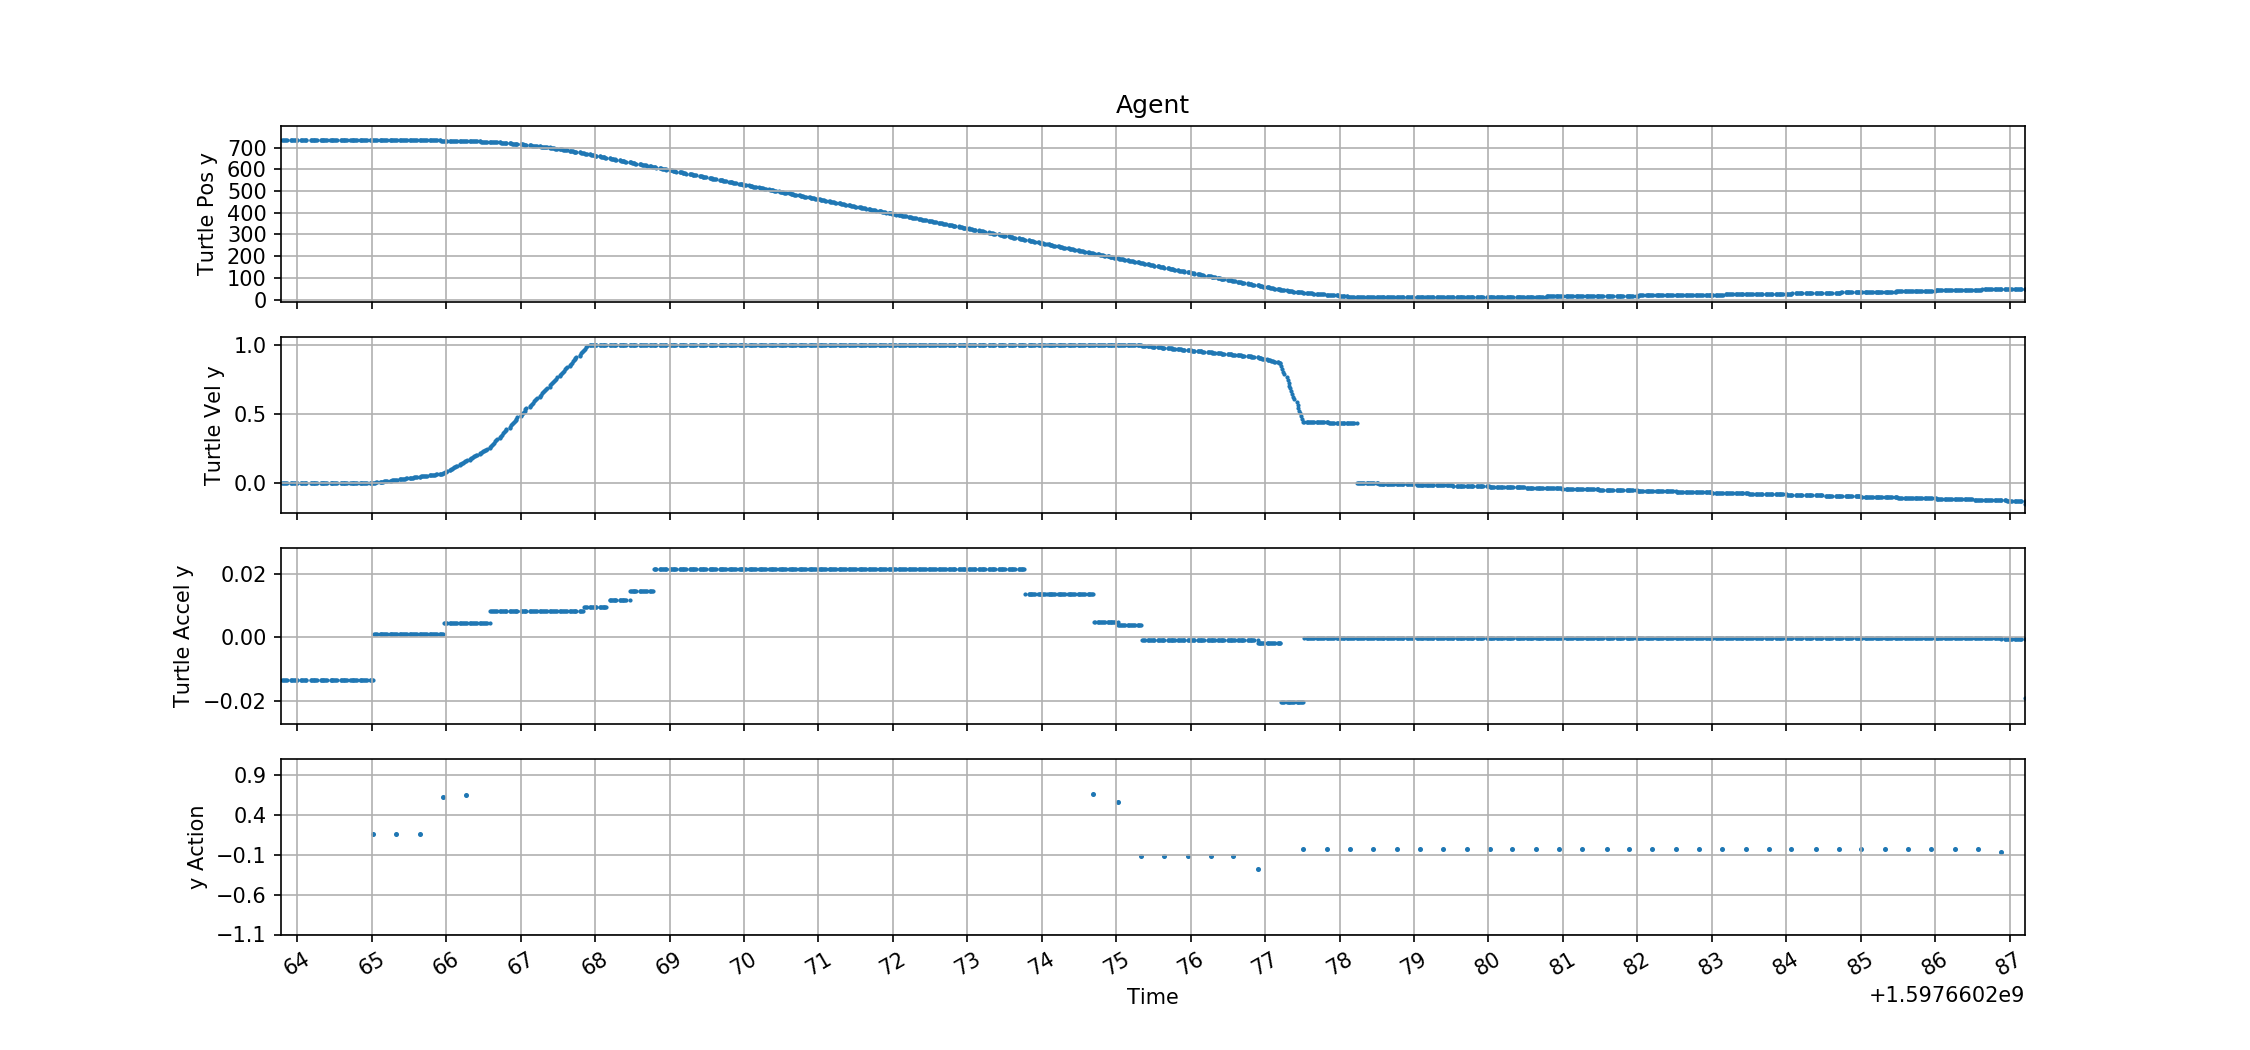 Agent
Turtle Pos y
700
600
500
400
300
200
100
0
Turtle Vel y
1.0
0.5
0.0
Turtle Accel y
0.02
0.00
−0.02
y Action
0.9
0.4
−0.1
−0.6
−1.1
64 65 66 67 68 69 70 71 72 73 74 75 76 77 78 79 80 81 82 83 84 85 86 87
Time
+1.5976602e9